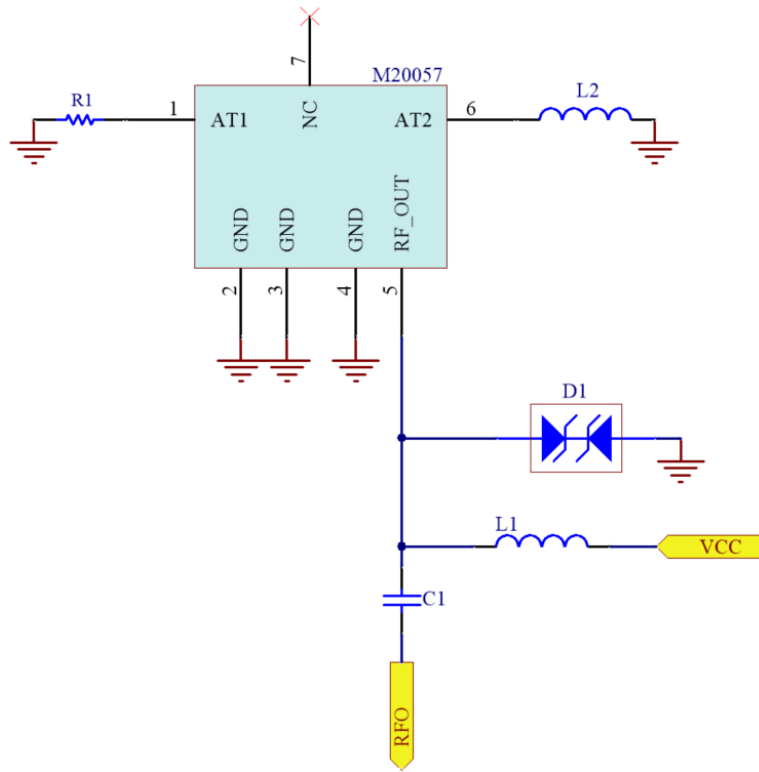 7
M20057
R1
1
AT1
NC
AT2
6
L2
GND
GND
GND
RF_OUT
2
3
4
5
D1
L1
VCC
C1
RFO